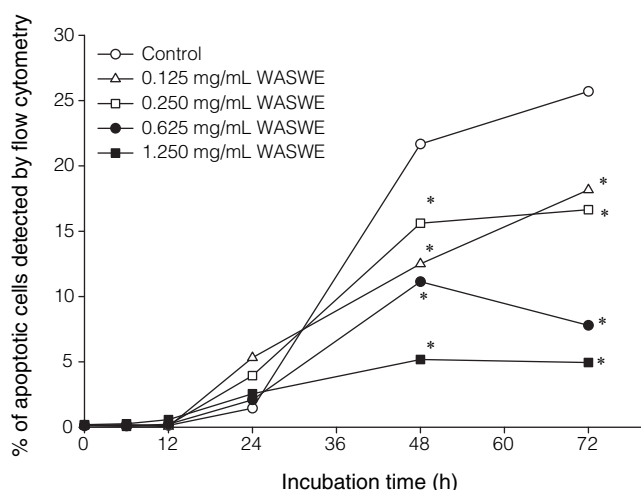 % of apoptotic cells detected by flow cytometry
30
25
20
15
10
5
0
Control
0.125 mg/mL WASWE
0.250 mg/mL WASWE
0.625 mg/mL WASWE
1.250 mg/mL WASWE
*
*
*
*
*
*
*
*
0 12 24 36 48 60 72
Incubation time (h)